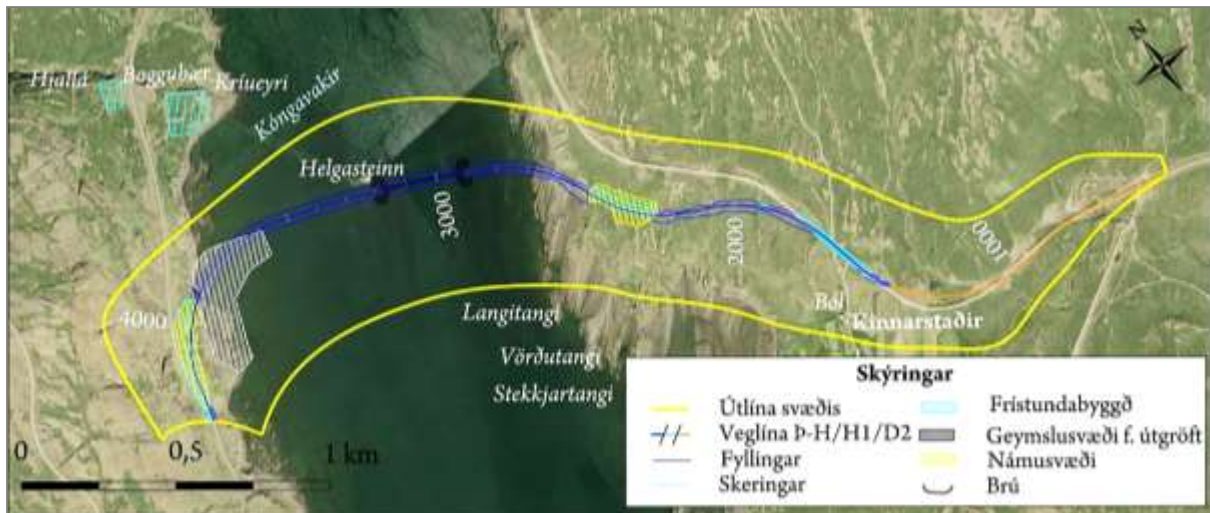 N
Hjallá
Boggubær
Kríueyri
Kóngavakir
Helgasteinn
3000
2000
1000
4000
Ból
Kinnarstaðir
Langitangi
Vörðutangi
Stekkjartangi
0 0,5 1 km
Skýringar
Útlína svæðis
Veglína Þ-H/H1/D2
Fyllingar
Skeringar
Frístundabyggð
Geymslusvæði f. útgröft
Námusvæði
Brú